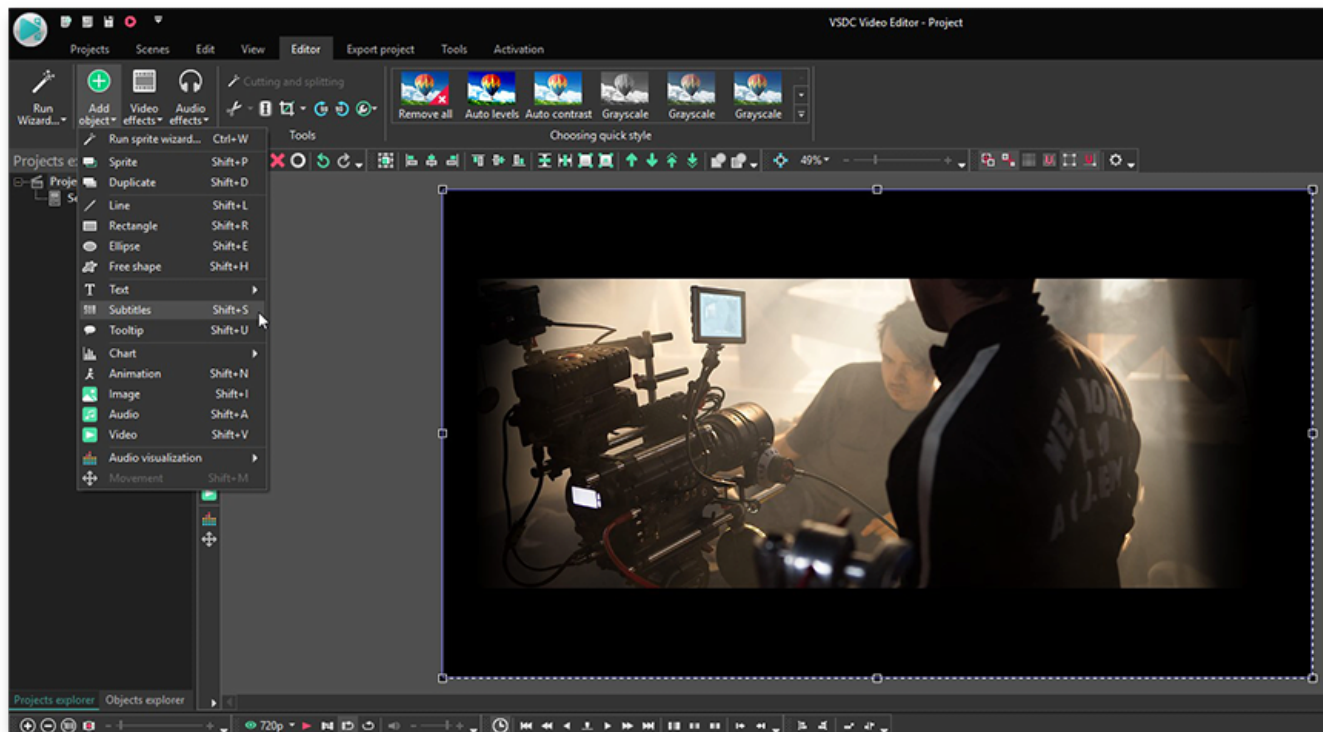 VSDC Video Editor - Project
Projects Scenes Edit View Editor Export project Tools Activation
Run Wizard...
Add object
Video effects
Audio effects
Cutting and splitting
Tools
Remove all Auto levels Auto contrast Grayscale Grayscale Grayscale
Choosing quick style
Projects e
49%
Proje
Run sprite wizard... Ctrl+W
Sprite Shift+P
Duplicate Shift+D
Line Shift+L
Rectangle Shift+R
Ellipse Shift+E
Free shape Shift+H
Text
Subtitles Shift+S
Tooltip Shift+U
Chart
Animation Shift+N
Image Shift+I
Audio Shift+A
Video Shift+V
Audio visualization
Movement Shift+M
NEW
Projects explorer Objects explorer
720p